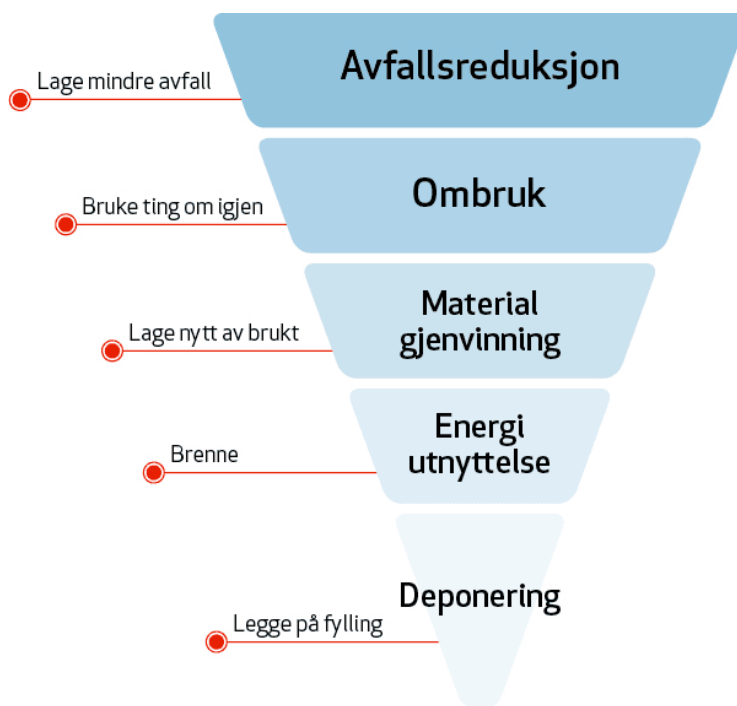 Avfallsreduksjon
Lage mindre avfall
Ombruk
Bruke ting om igjen
Material
gjenvinning
Lage nytt av brukt
Energi
utnyttelse
Brenne
Deponering
Legge på fylling